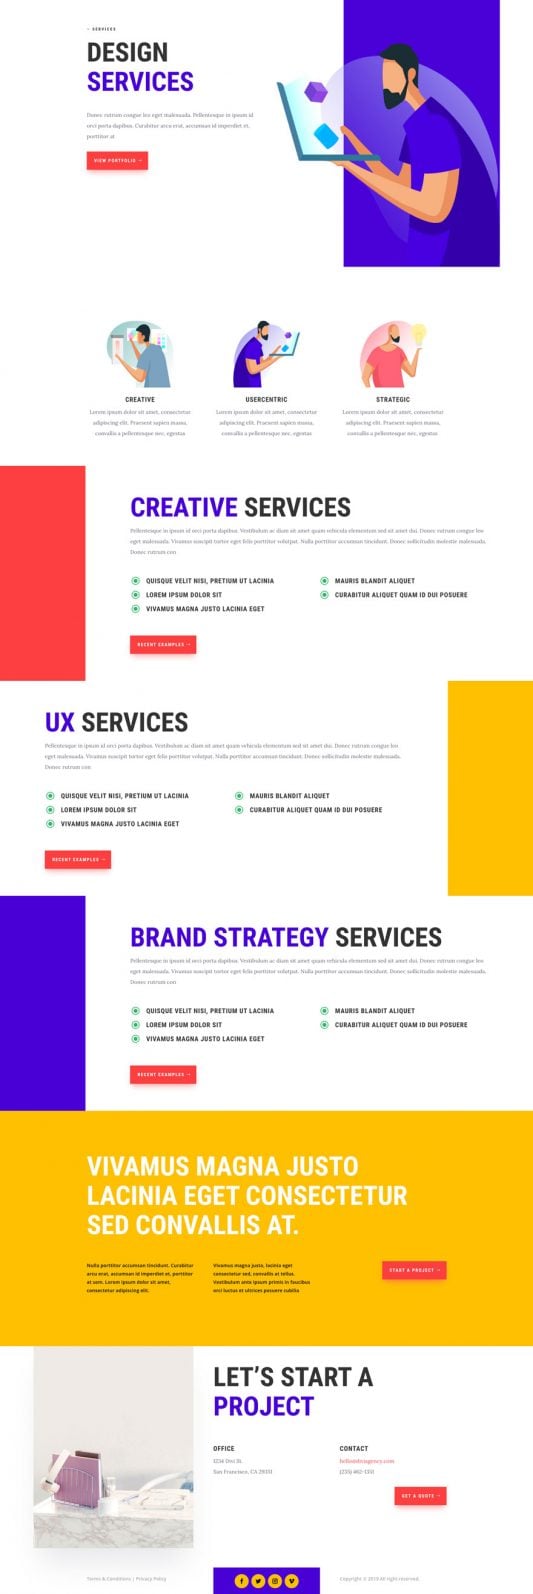 ← SERVICES
DESIGN
SERVICES
Donec rutrum congue leo eget malesuada. Pellentesque in ipsum id
orci porta dapibus. Curabitur arcu erat, accumsan id imperdiet et,
porttitor at
VIEW PORTFOLIO →
CREATIVE
Lorem ipsum dolor sit amet, consectetur
adipiscing elit. Praesent sapien massa,
convallis a pellentesque nec, egestas
USERCENTRIC
Lorem ipsum dolor sit amet, consectetur
adipiscing elit. Praesent sapien massa,
convallis a pellentesque nec, egestas
STRATEGIC
Lorem ipsum dolor sit amet, consectetur
adipiscing elit. Praesent sapien massa,
convallis a pellentesque nec, egestas
CREATIVE SERVICES
Pellentesque in ipsum id orci porta dapibus. Vestibulum ac diam sit amet quam vehicula elementum sed sit amet dui. Donec rutrum congue leo
eget malesuada. Vivamus suscipit tortor eget felis porttitor volutpat. Nulla porttitor accumsan tincidunt. Donec sollicitudin molestie malesuada.
Donec rutrum con
QUISQUE VELIT NISI, PRETIUM UT LACINIA
LOREM IPSUM DOLOR SIT
VIVAMUS MAGNA JUSTO LACINIA EGET
MAURIS BLANDIT ALIQUET
CURABITUR ALIQUET QUAM ID DUI POSUERE
RECENT EXAMPLES →
UX SERVICES
Pellentesque in ipsum id orci porta dapibus. Vestibulum ac diam sit amet quam vehicula elementum sed sit amet dui. Donec rutrum congue leo
eget malesuada. Vivamus suscipit tortor eget felis porttitor volutpat. Nulla porttitor accumsan tincidunt. Donec sollicitudin molestie malesuada.
Donec rutrum con
QUISQUE VELIT NISI, PRETIUM UT LACINIA
LOREM IPSUM DOLOR SIT
VIVAMUS MAGNA JUSTO LACINIA EGET
MAURIS BLANDIT ALIQUET
CURABITUR ALIQUET QUAM ID DUI POSUERE
RECENT EXAMPLES →
BRAND STRATEGY SERVICES
Pellentesque in ipsum id orci porta dapibus. Vestibulum ac diam sit amet quam vehicula elementum sed sit amet dui. Donec rutrum congue leo
eget malesuada. Vivamus suscipit tortor eget felis porttitor volutpat. Nulla porttitor accumsan tincidunt. Donec sollicitudin molestie malesuada.
Donec rutrum con
QUISQUE VELIT NISI, PRETIUM UT LACINIA
LOREM IPSUM DOLOR SIT
VIVAMUS MAGNA JUSTO LACINIA EGET
MAURIS BLANDIT ALIQUET
CURABITUR ALIQUET QUAM ID DUI POSUERE
RECENT EXAMPLES →
VIVAMUS MAGNA JUSTO
LACINIA EGET CONSECTETUR
SED CONVALLIS AT.
Nulla porttitor accumsan tincidunt. Curabitur
arcu erat, accumsan id imperdiet et, porttitor
at sem. Lorem ipsum dolor sit amet,
consectetur adipiscing elit.
Vivamus magna justo, lacinia eget
consectetur sed, convallis at tellus.
Vestibulum ante ipsum primis in faucibus
orci luctus et ultrices posuere cubilia
START A PROJECT →
LET'S START A
PROJECT
OFFICE
1234 Divi St.
San Francisco, CA 29351
CONTACT
hello@divagency.com
(235) 462-1351
GET A QUOTE →
Terms & Conditions | Privacy Policy
Copyright © 2019 All right reserved.